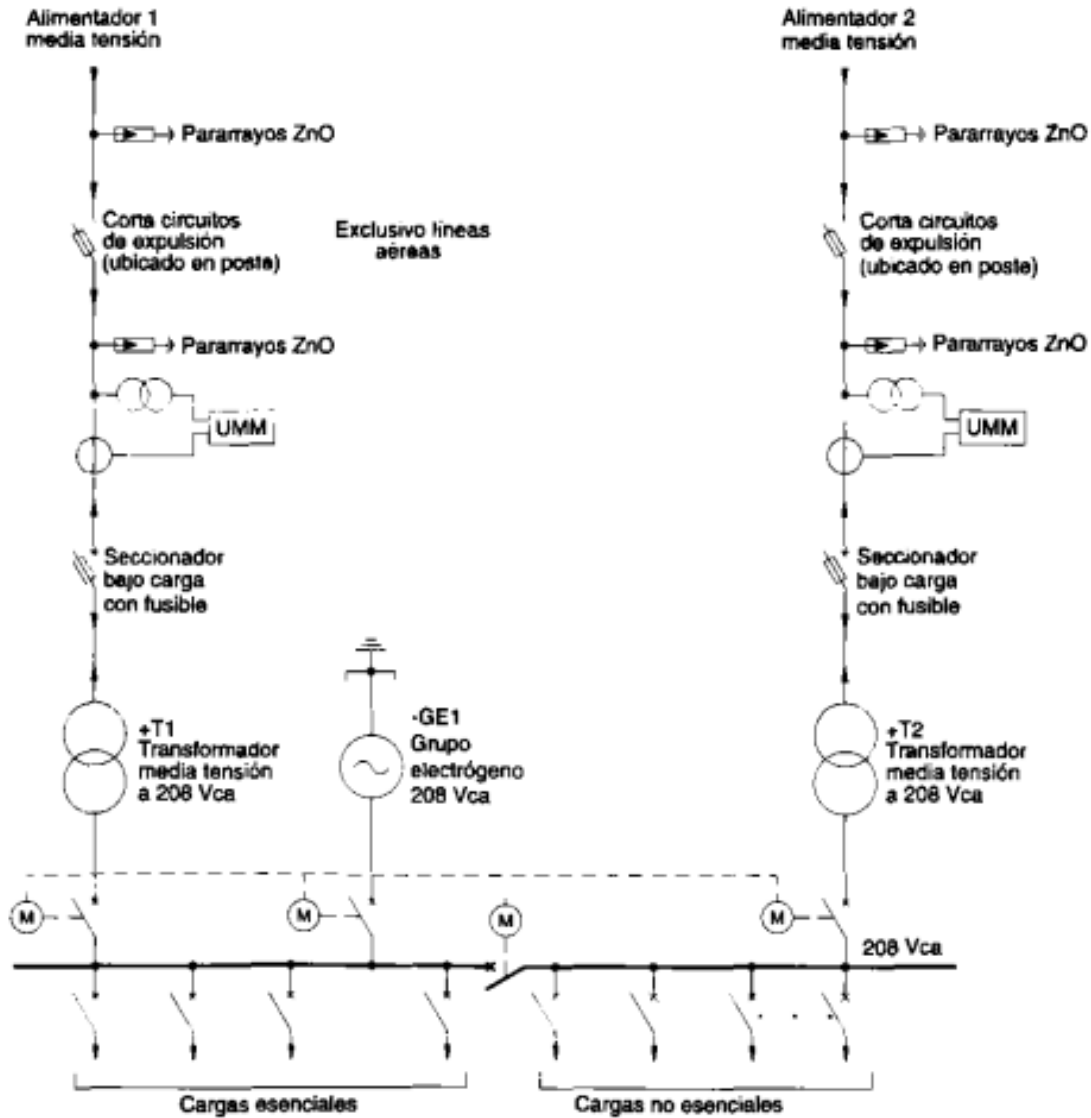 Alimentador 1
media tensión
Alimentador 2
media tensión
Pararrayos ZnO
Pararrayos ZnO
Corta circuitos
de expulsión
(ubicado en poste)
Exclusivo líneas
aéreas
Corta circuitos
de expulsión
(ubicado en poste)
Pararrayos ZnO
Pararrayos ZnO
UMM
UMM
Seccionador
bajo carga
con fusible
Seccionador
bajo carga
con fusible
+T1
Transformador
media tensión
a 208 Vca
-GE1
Grupo
electrógeno
208 Vca
+T2
Transformador
media tensión
a 208 Vca
M
M
M
M
208 Vca
Cargas esenciales
Cargas no esenciales